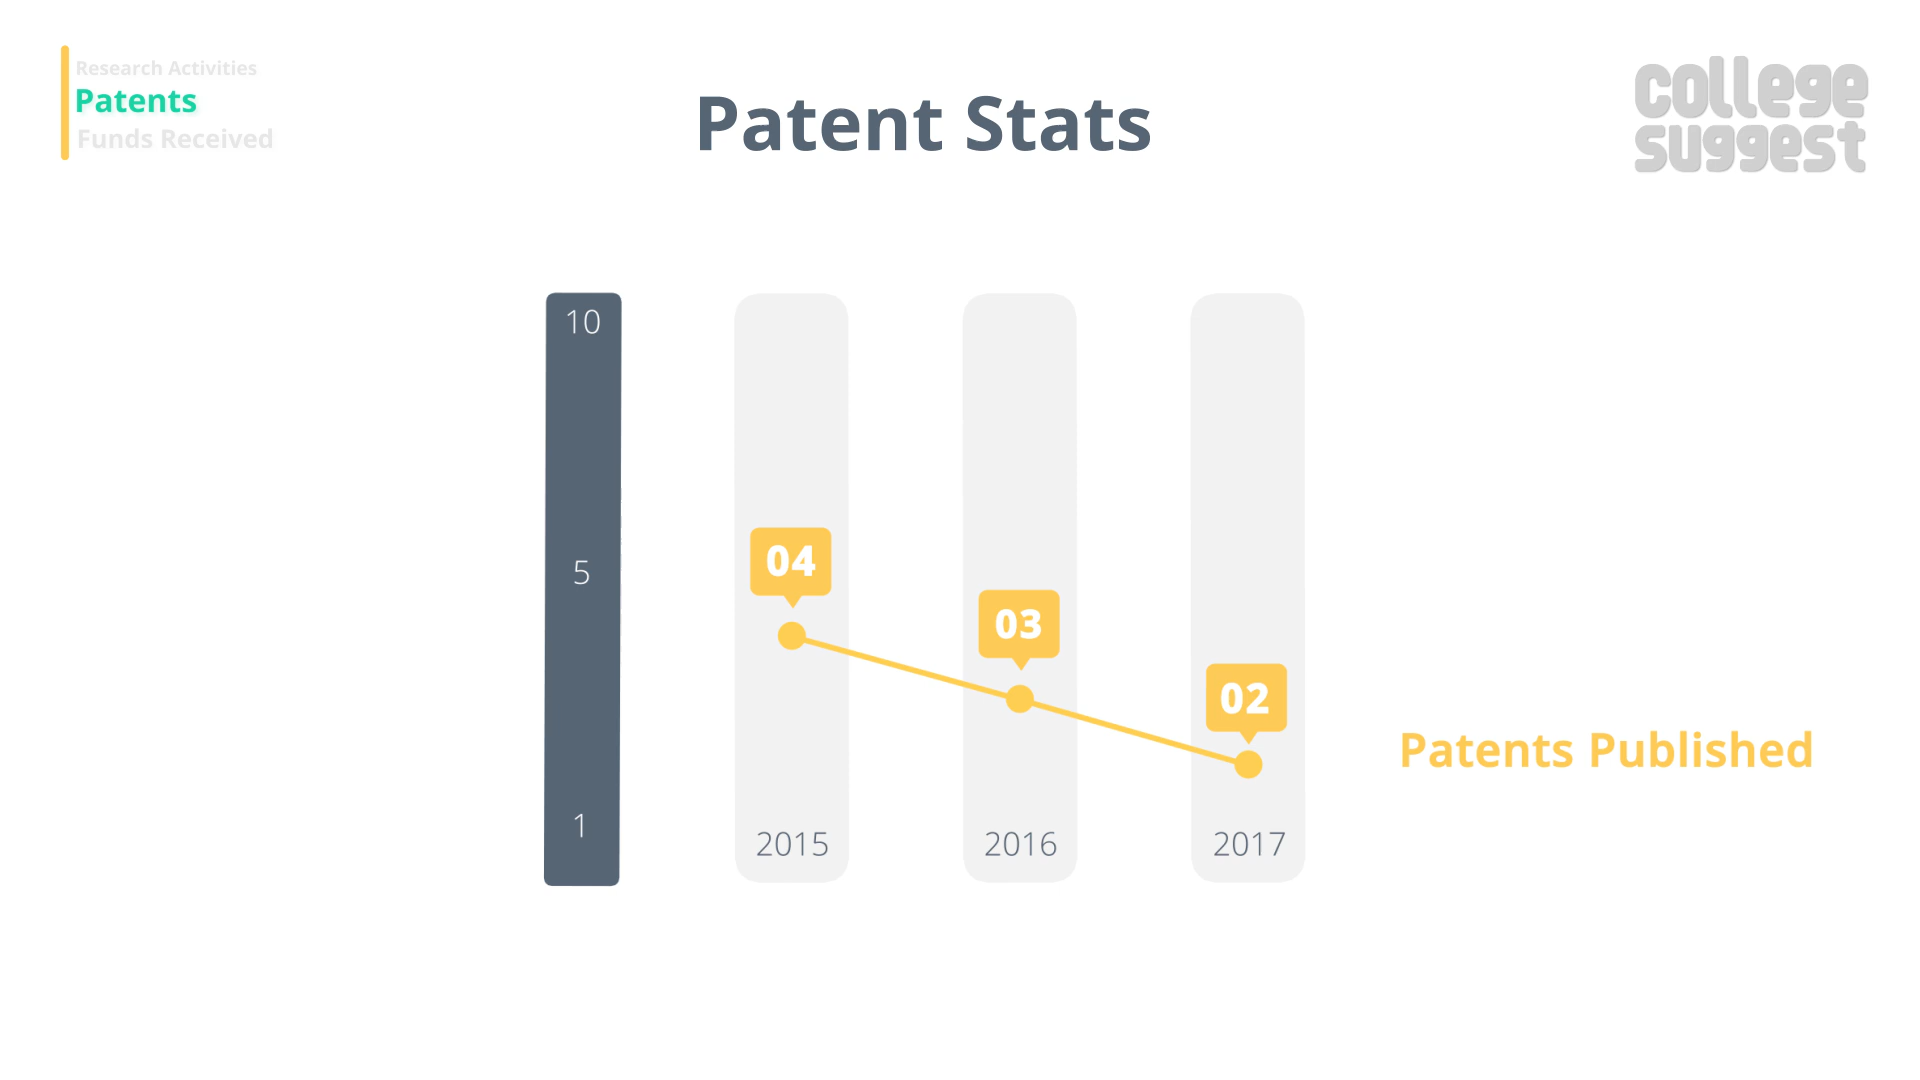 Research Activities
Patents
Funds Received
Patent Stats
college
suggest
10
5
1
04
03
02
2015
2016
2017
Patents Published